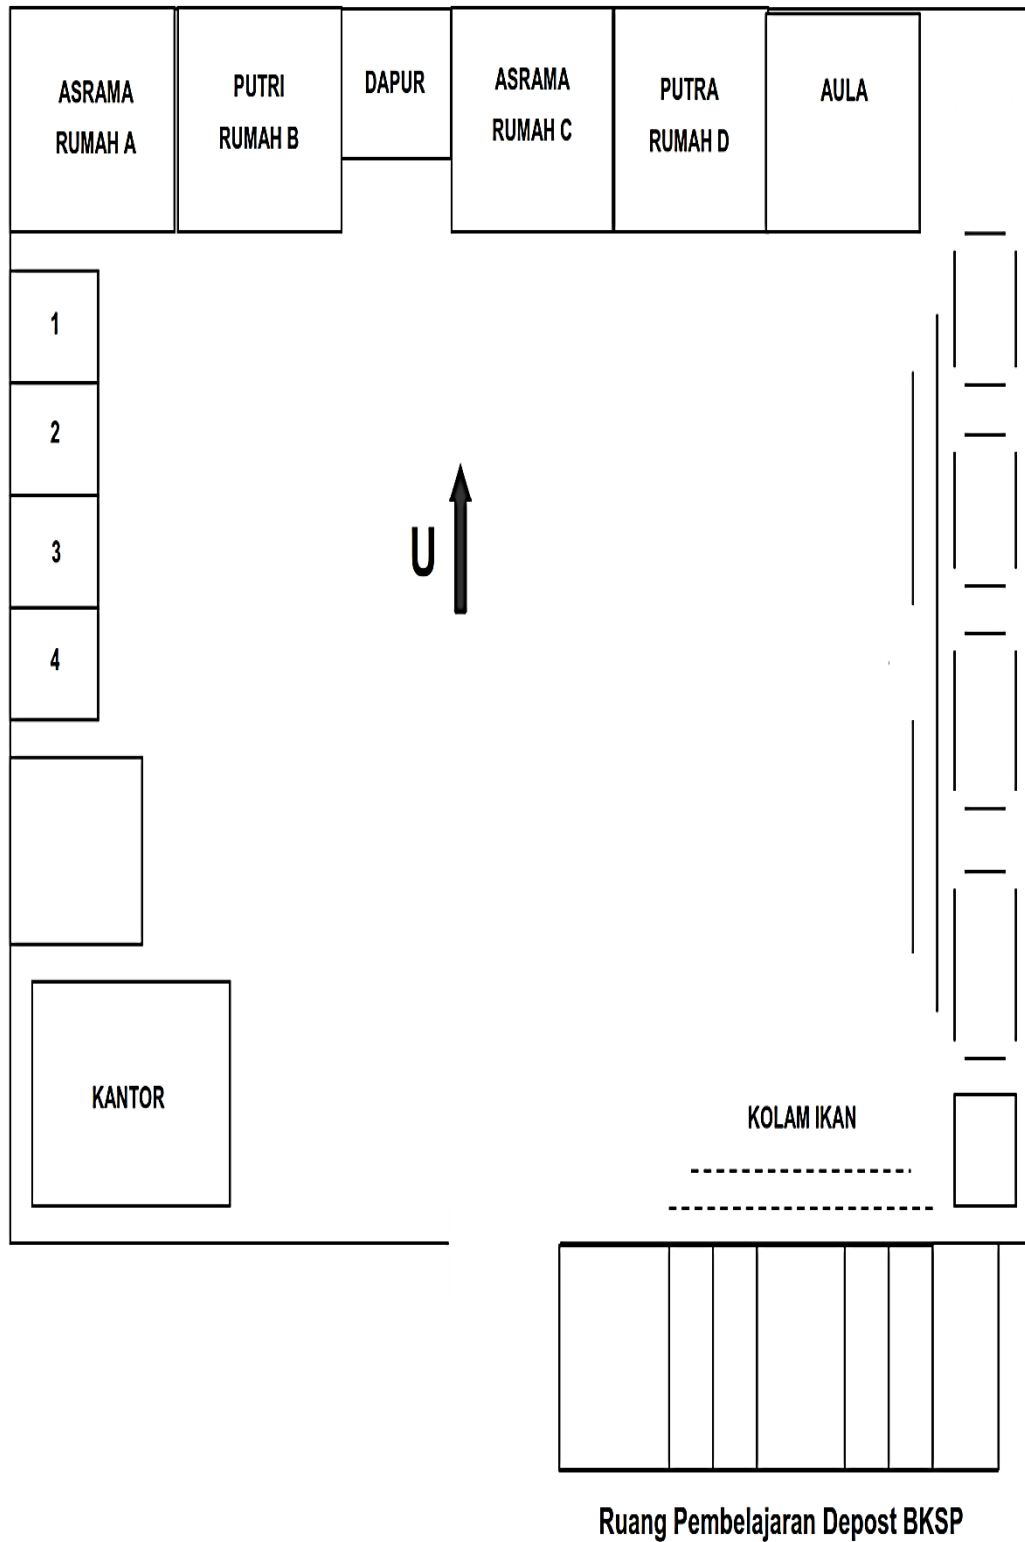 ASRAMA
RUMAH A
PUTRI
RUMAH B
DAPUR
ASRAMA
RUMAH C
PUTRA
RUMAH D
AULA
1
2
3
4
U
KANTOR
KOLAM IKAN
Ruang Pembelajaran Depost BKSP